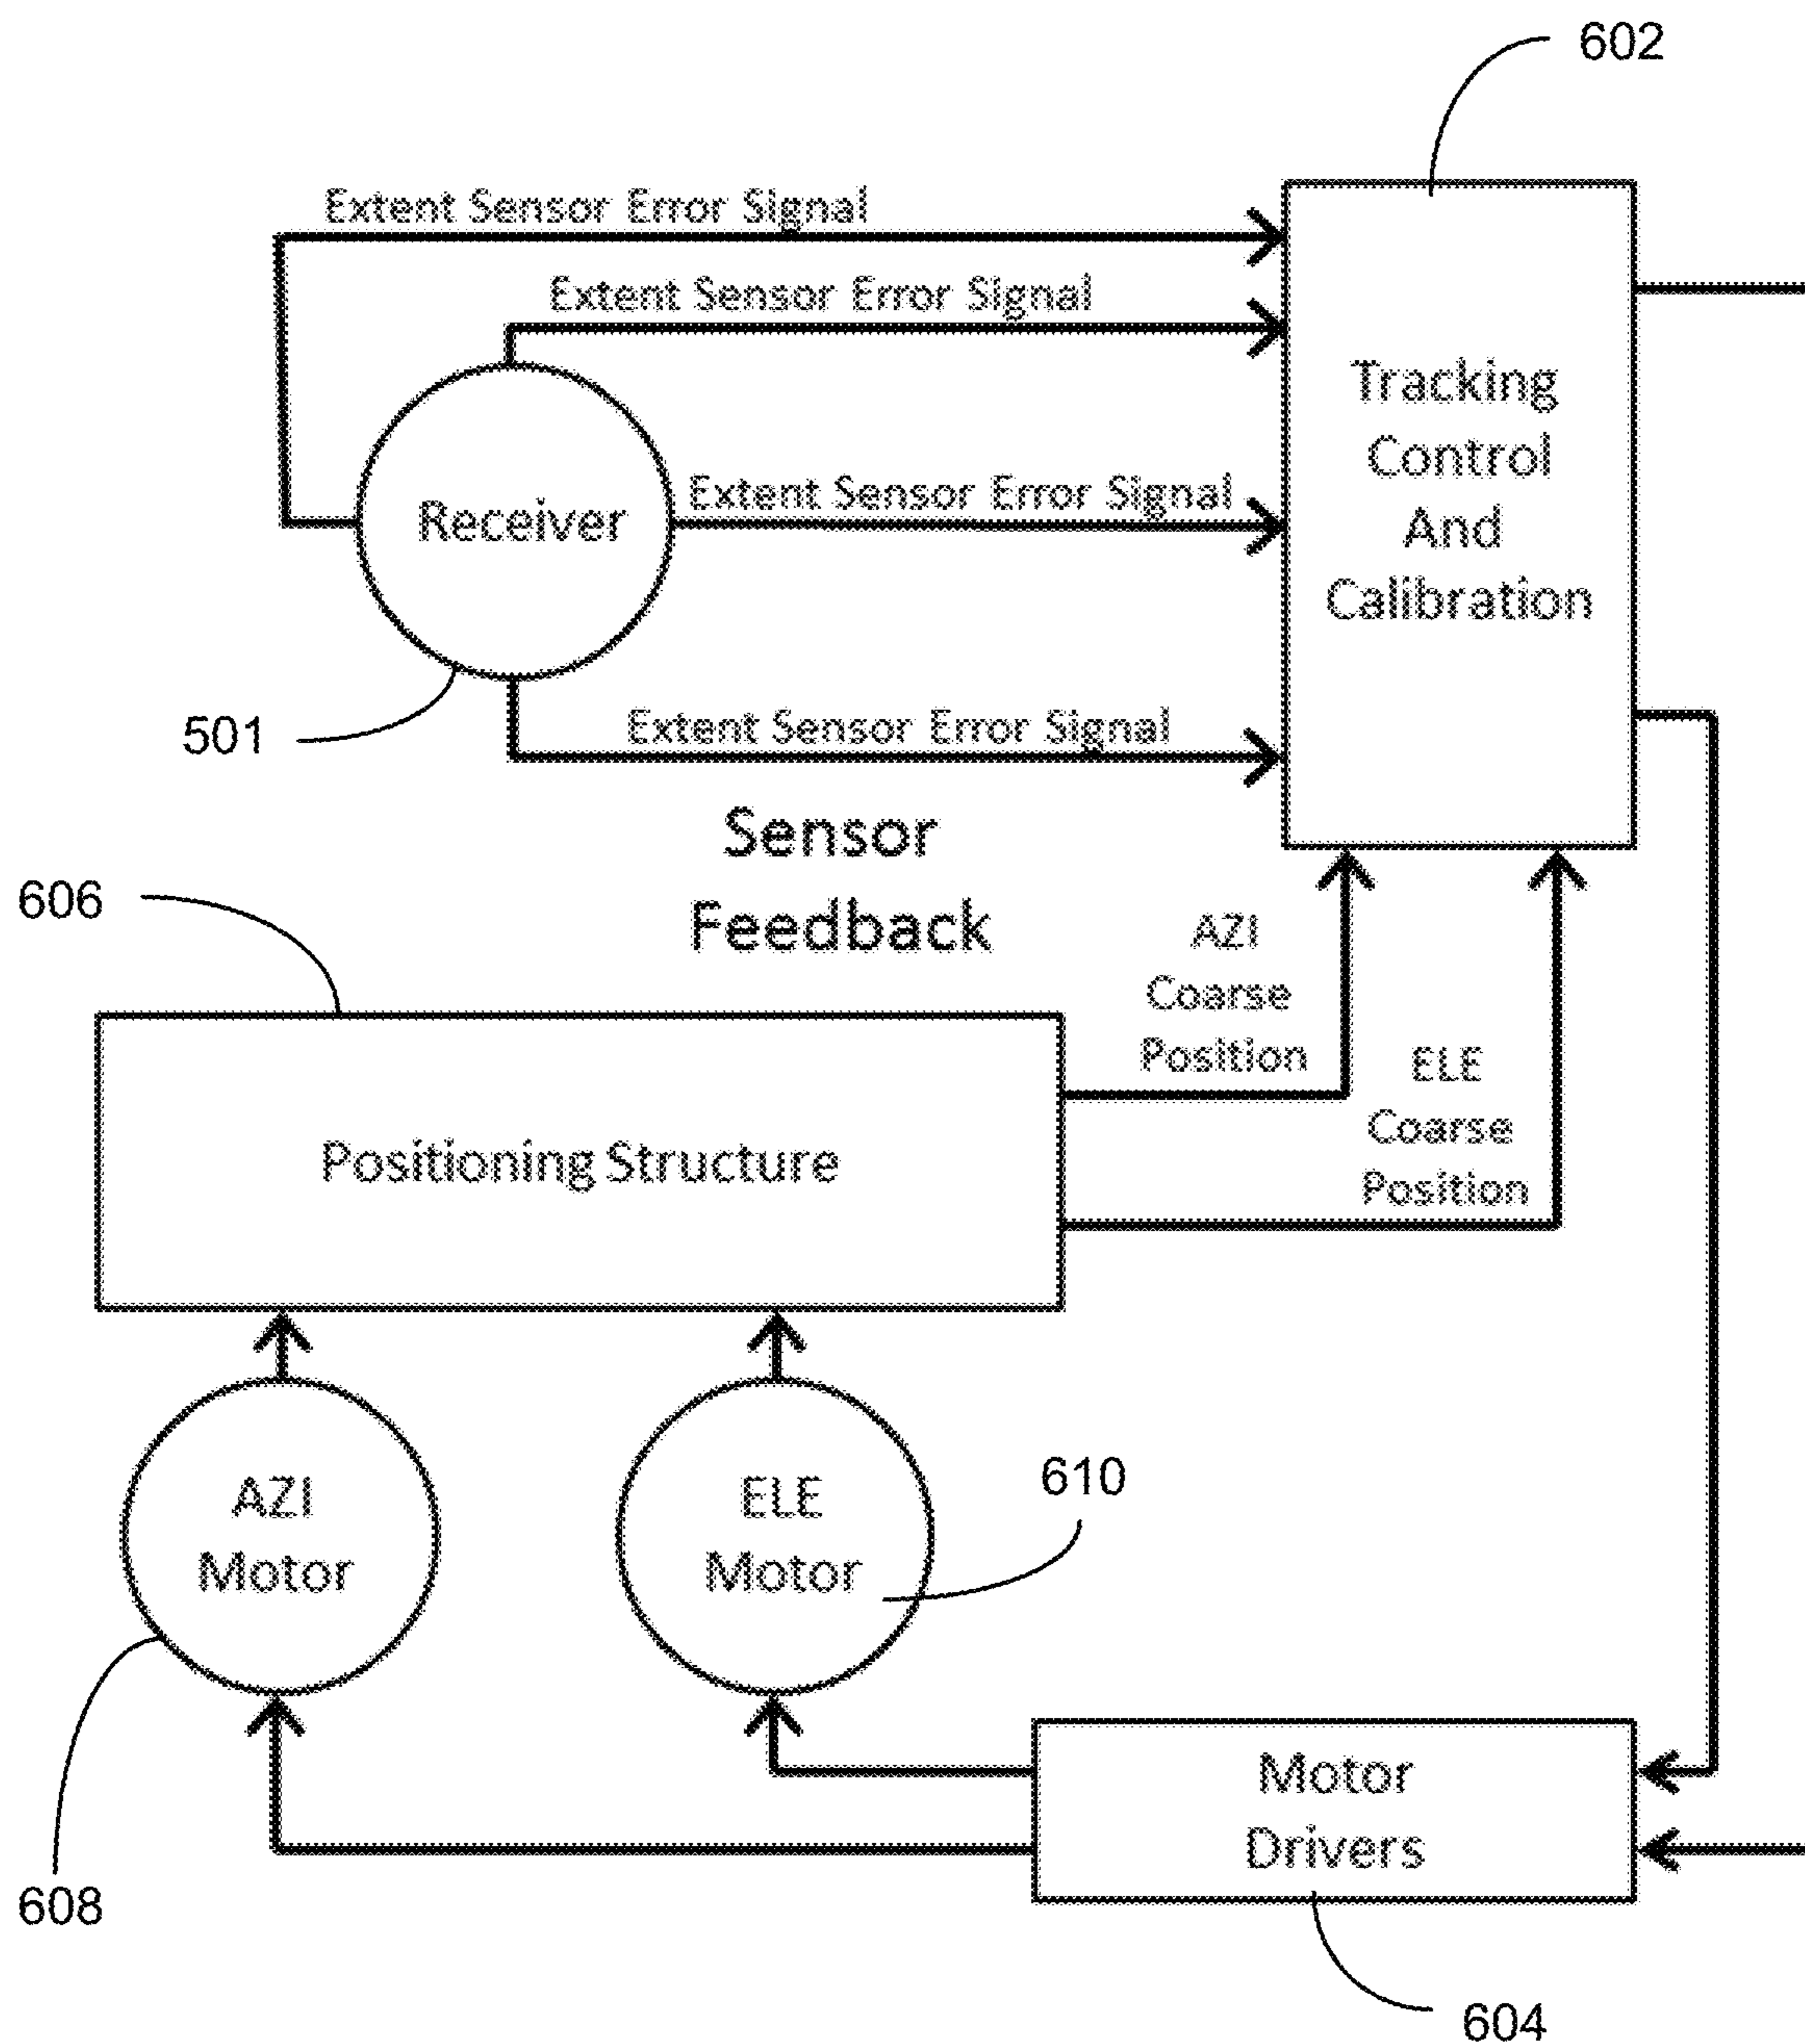 602
Extent Sensor Error Signal
Extent Sensor Error Signal
Tracking
Control
And
Calibration
Receiver
Extent Sensor Error Signal
501
Extent Sensor Error Signal
Sensor
Feedback
606
AZI
Coarse
Position
ELE
Coarse
Position
Positioning Structure
AZI
Motor
ELE
Motor
610
Motor
Drivers
608
604